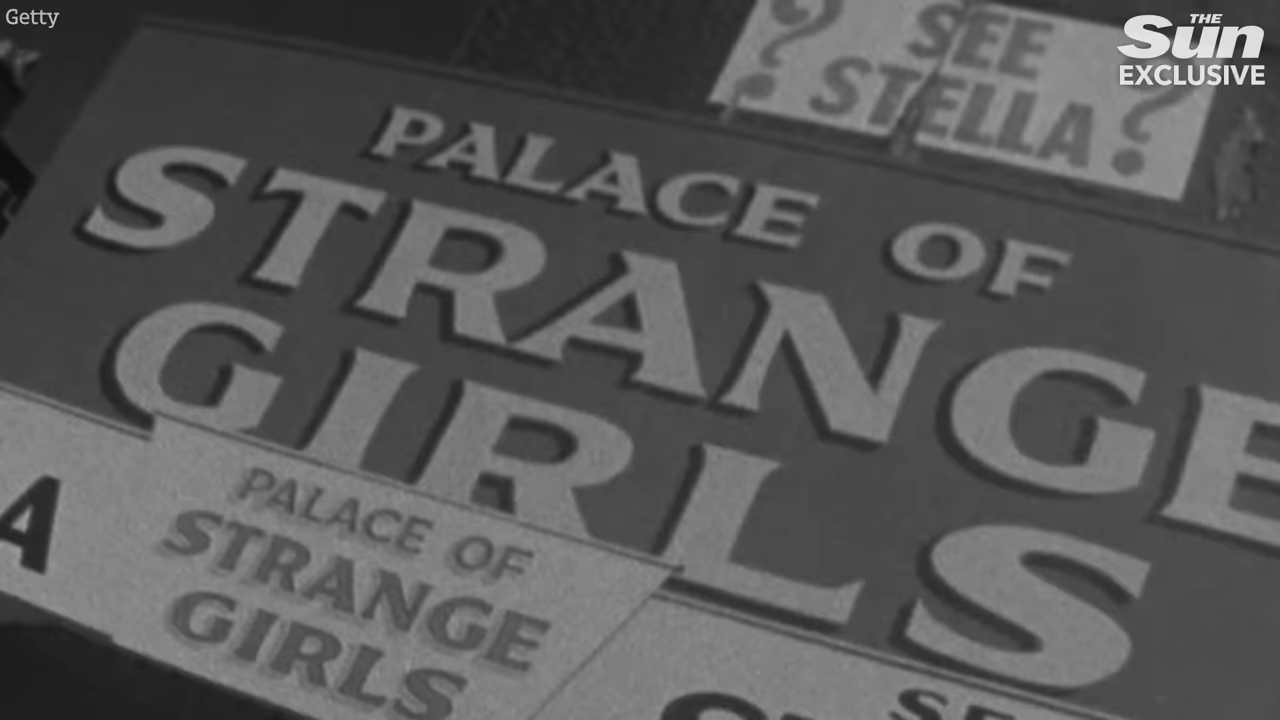 Getty
THE
Sun
EXCLUSIVE
? SEE
STELLA ?
PALACE OF
STRANGE
GIRLS
A
PALACE OF
STRANGE
GIRLS